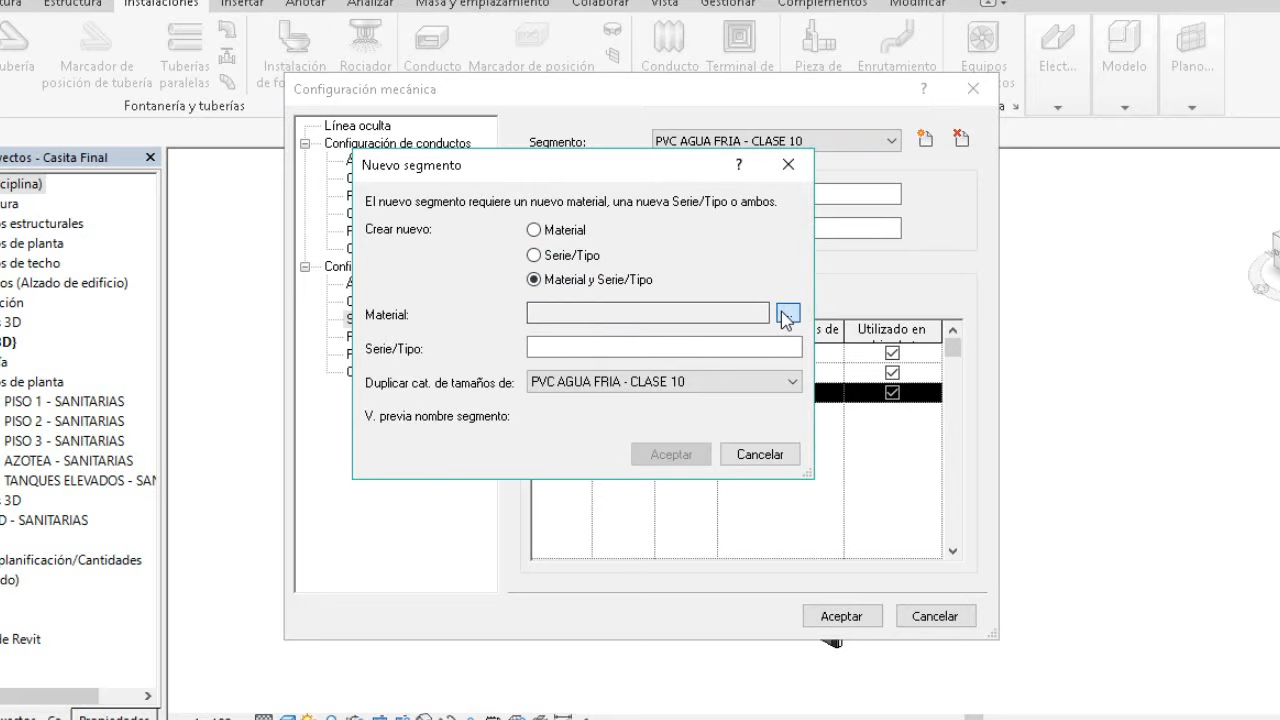 Estructura
Instalaciones
Insertar
Anotar
Analizar
Masa y emplazamiento
Colaborar
Vista
Gestionar
Complementos
Modificar
Marcador de
posición de tubería
Tuberías
paralelas
Instalación
Rociador
Conducto
Marcador de posición
Conducto
Terminal de
Pieza de
Enrutamiento
Equipos
Elect...
Modelo
Plano...
Fontanería y tuberías
Configuración mecánica
?
Línea oculta
Configuración de conductos
Segmento:
PVC AGUA FRIA - CLASE 10
Nuevo segmento
?
El nuevo segmento requiere un nuevo material, una nueva Serie/Tipo o ambos.
Crear nuevo:
Material
Serie/Tipo
Material y Serie/Tipo
Material:
Serie/Tipo:
Duplicar cat. de tamaños de:
PVC AGUA FRIA - CLASE 10
V. previa nombre segmento:
Aceptar
Cancelar
s de
Utilizado en
Aceptar
Cancelar
yectos - Casita Final
ciplina)
ura
os estructurales
os de planta
os de techo
os (Alzado de edificio)
ción
s 3D
D}
ía
os de planta
PISO 1 - SANITARIAS
PISO 2 - SANITARIAS
PISO 3 - SANITARIAS
AZOTEA - SANITARIAS
TANQUES ELEVADOS - SAN
s 3D
D - SANITARIAS
planificación/Cantidades
do)
de Revit
Propiedades